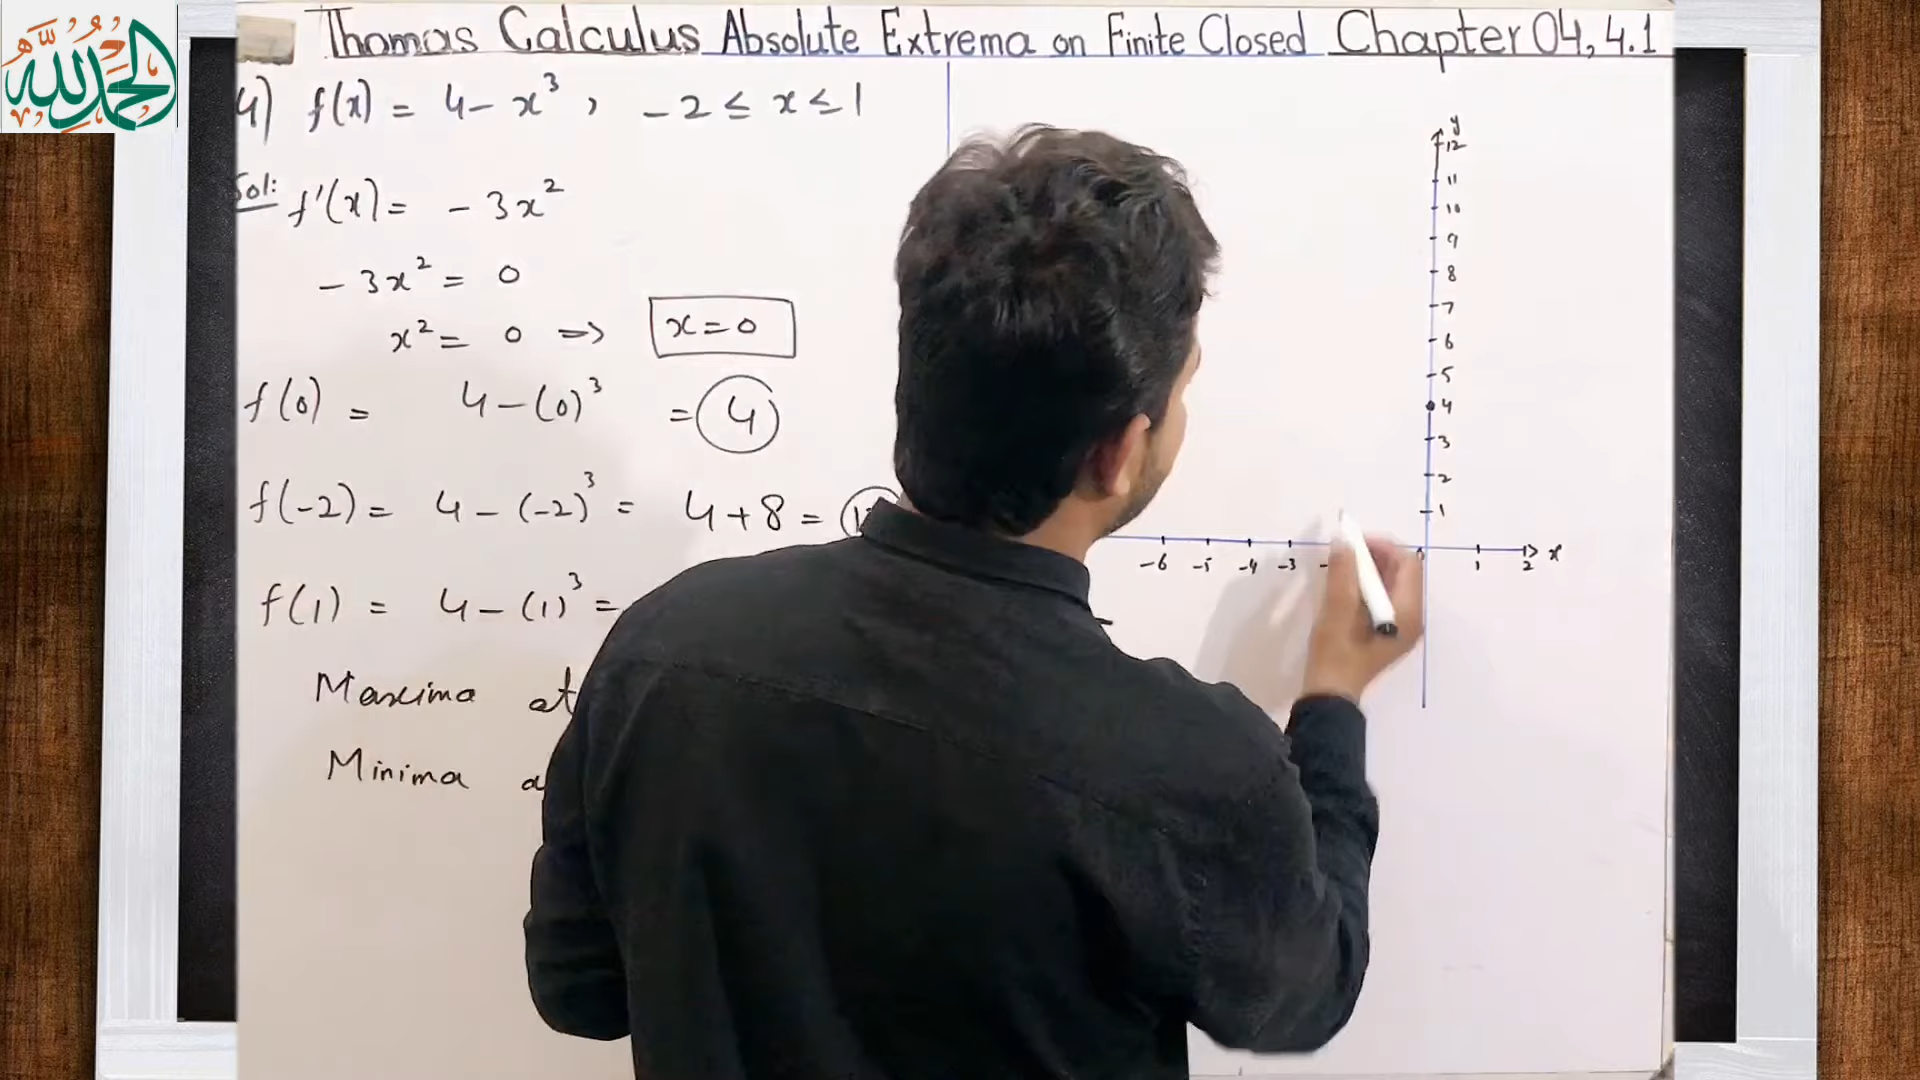 الحمد لله
Thomas Calculus Absolute Extrema on Finite Closed Chapter 04, 4.1
4) f(x) = 4 - x³ , -2 ≤ x ≤ 1
Sol: f'(x) = -3x²
-3x² = 0
x² = 0 => x = 0
f(0) = 4 - (0)³ = 4
f(-2) = 4 - (-2)³ = 4 + 8 =
f(1) = 4 - (1)³ =
Maxima at
Minima
y
12
11
10
9
8
7
6
5
4
3
2
1
-6 -5 -4 -3 0 1 2 x